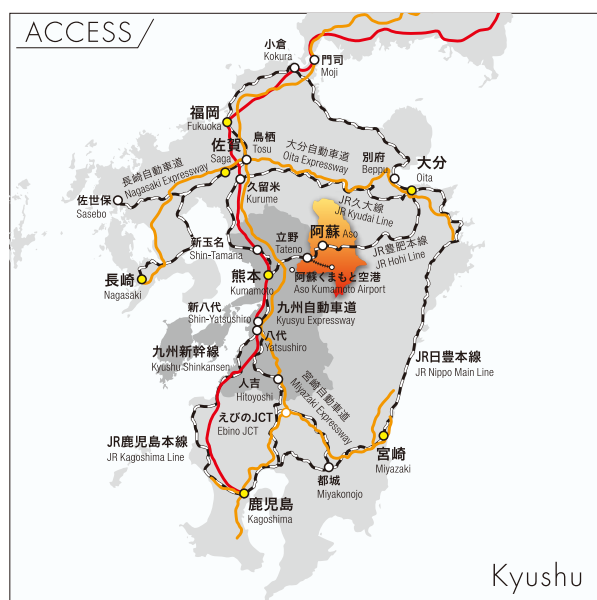 ACCESS
小倉
Kokura
門司
Moji
福岡
Fukuoka
鳥栖
Tosu
佐賀
Saga
大分自動車道
Oita Expressway
別府
Beppu
大分
Oita
長崎自動車道
Nagasaki Expressway
久留米
Kurume
佐世保
Sasebo
JR久大線
JR Kyudai Line
新玉名
Shin-Tamana
立野
Tateno
阿蘇 Aso
JR豊肥本線
JR Hohi Line
長崎
Nagasaki
熊本
Kumamoto
阿蘇くまもと空港
Aso Kumamoto Airport
新八代
Shin-Yatsushiro
九州自動車道
Kyusyu Expressway
八代
Yatsushiro
九州新幹線
Kyushu Shinkansen
JR日豊本線
JR Nippo Main Line
人吉
Hitoyoshi
宮崎自動車道
Miyazaki Expressway
えびのJCT
Ebino JCT
JR鹿児島本線
JR Kagoshima Line
宮崎
Miyazaki
都城
Miyakonojo
鹿児島
Kagoshima
Kyushu